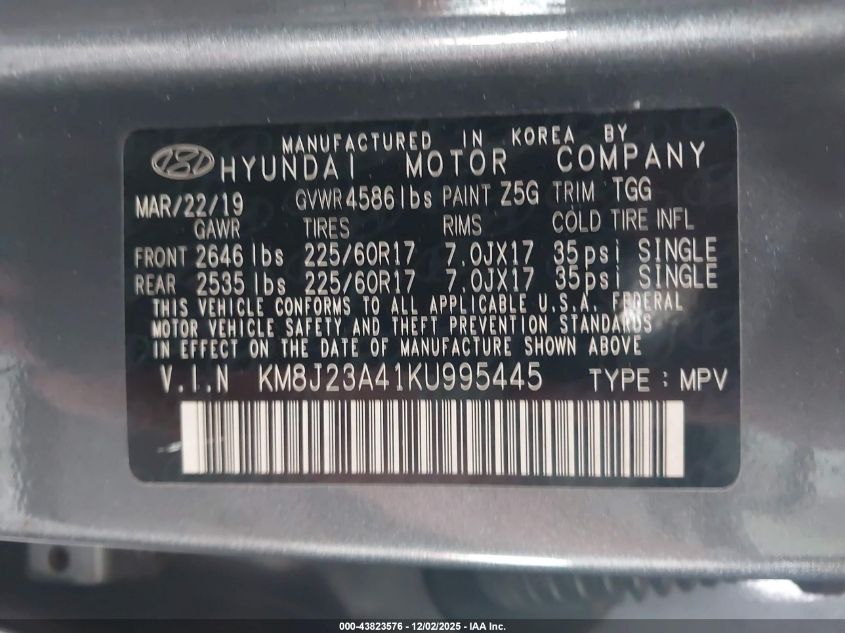 MANUFACTURED IN KOREA BY
HYUNDAI MOTOR COMPANY
MAR/22/19 GVWR 4586 lbs PAINT Z5G TRIM TGG
GAWR TIRES RIMS COLD TIRE INFL
FRONT 2646 lbs 225/60R17 7.0JX17 35psi SINGLE
REAR 2535 lbs 225/60R17 7.0JX17 35psi SINGLE
THIS VEHICLE CONFORMS TO ALL APPLICABLE U.S.A. FEDERAL
MOTOR VEHICLE SAFETY AND THEFT PREVENTION STANDARDS
IN EFFECT ON THE DATE OF MANUFACTURE SHOWN ABOVE
V.I.N KM8J23A41KU995445 TYPE : MPV
000-43823576 - 12/02/2025 - IAA Inc.